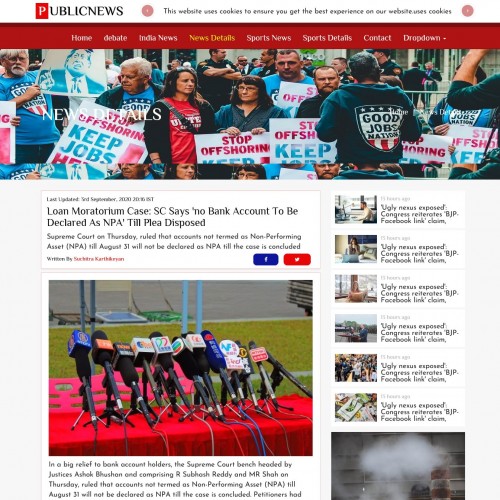 PUBLICNEWS
This website uses cookies to ensure you get the best experience on our website.uses cookies
Home debate India News News Details Sports News Sports Details Contact Dropdown
NEWS DETAILS
Home News Details
STOP OFFSHORING
KEEP JOBS
STOP OFFSHORING
STOP OFFSHORING
KEEP JOBS
GOOD JOBS NATION
Last Updated: 3rd September, 2020 20:16 IST
Loan Moratorium Case: SC Says 'no Bank Account To Be
Declared As NPA' Till Plea Disposed
Supreme Court on Thursday, ruled that accounts not termed as Non-Performing
Asset (NPA) till August 31 will not be declared as NPA till the case is concluded
Written By Suchitra Karthikeyan
In a big relief to bank account holders, the Supreme Court bench headed by
Justices Ashok Bhushan and comprising R Subhash Reddy and MR Shah on
Thursday, ruled that accounts not termed as Non-Performing Asset (NPA) till
August 31 will not be declared as NPA till the case is concluded. Petitioners had
15 hours ago
'Ugly nexus exposed':
Congress reiterates 'BJP-
Facebook link' claim,
15 hours ago
'Ugly nexus exposed':
Congress reiterates 'BJP-
Facebook link' claim,
15 hours ago
'Ugly nexus exposed':
Congress reiterates 'BJP-
Facebook link' claim,
15 hours ago
'Ugly nexus exposed':
Congress reiterates 'BJP-
Facebook link' claim,
15 hours ago
'Ugly nexus exposed':
Congress reiterates 'BJP-
Facebook link' claim,
15 hours ago
'Ugly nexus exposed':
Congress reiterates 'BJP-
Facebook link' claim,